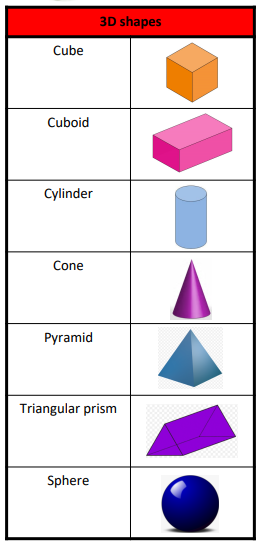 3D shapes
Cube
Cuboid
Cylinder
Cone
Pyramid
Triangular prism
Sphere